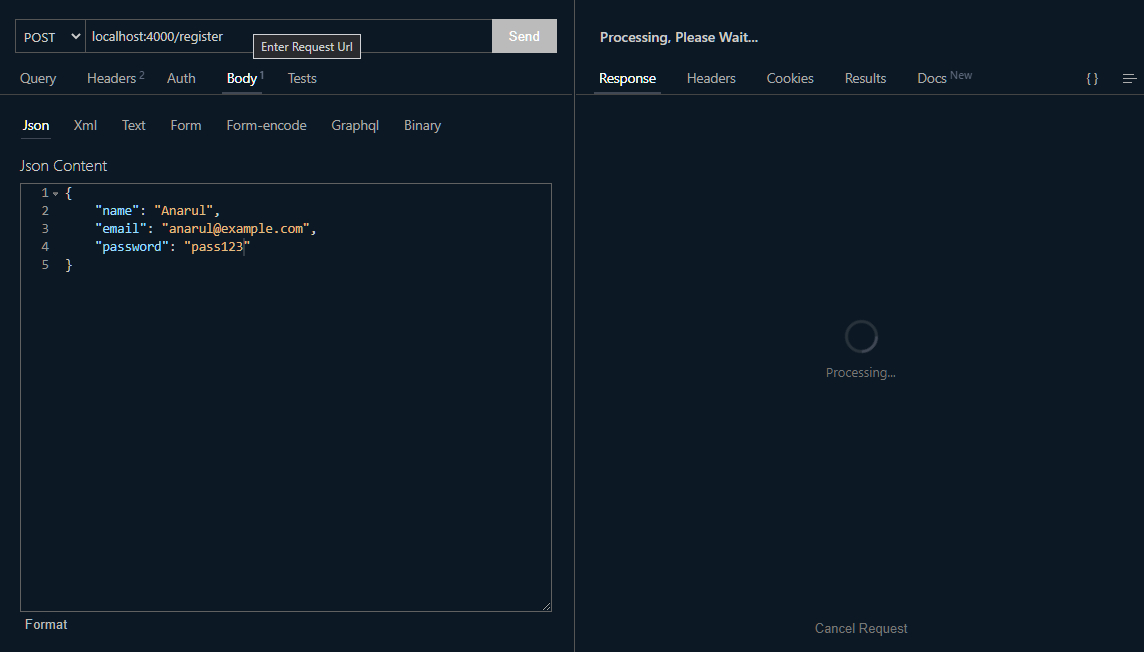 POST localhost:4000/register Send
Enter Request Url
Query Headers 2 Auth Body 1 Tests
Json Xml Text Form Form-encode Graphql Binary
Json Content
1 {
2     "name": "Anarul",
3     "email": "anarul@example.com",
4     "password": "pass123"
5 }
Format
Processing, Please Wait...
Response Headers Cookies Results Docs New { }
Processing...
Cancel Request